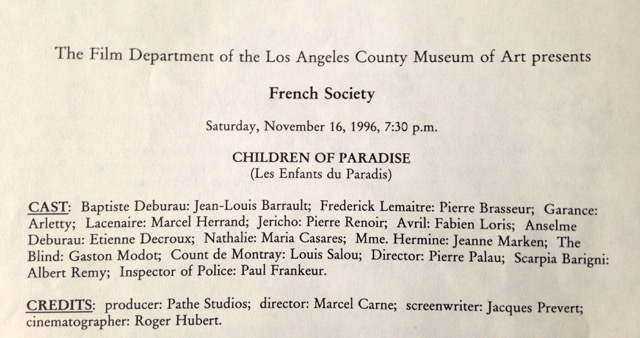 The Film Department of the Los Angeles County Museum of Art presents
French Society
Saturday, November 16, 1996, 7:30 p.m.
CHILDREN OF PARADISE
(Les Enfants du Paradis)
CAST: Baptiste Deburau: Jean-Louis Barrault; Frederick Lemaitre: Pierre Brasseur; Garance:
Arletty; Lacenaire: Marcel Herrand; Jericho: Pierre Renoir; Avril: Fabien Loris; Anselme
Deburau: Etienne Decroux; Nathalie: Maria Casares; Mme. Hermine: Jeanne Marken; The
Blind: Gaston Modot; Count de Montray: Louis Salou; Director: Pierre Palau; Scarpia Barigni:
Albert Remy; Inspector of Police: Paul Frankeur.
CREDITS: producer: Pathe Studios; director: Marcel Carne; screenwriter: Jacques Prevert;
cinematographer: Roger Hubert.